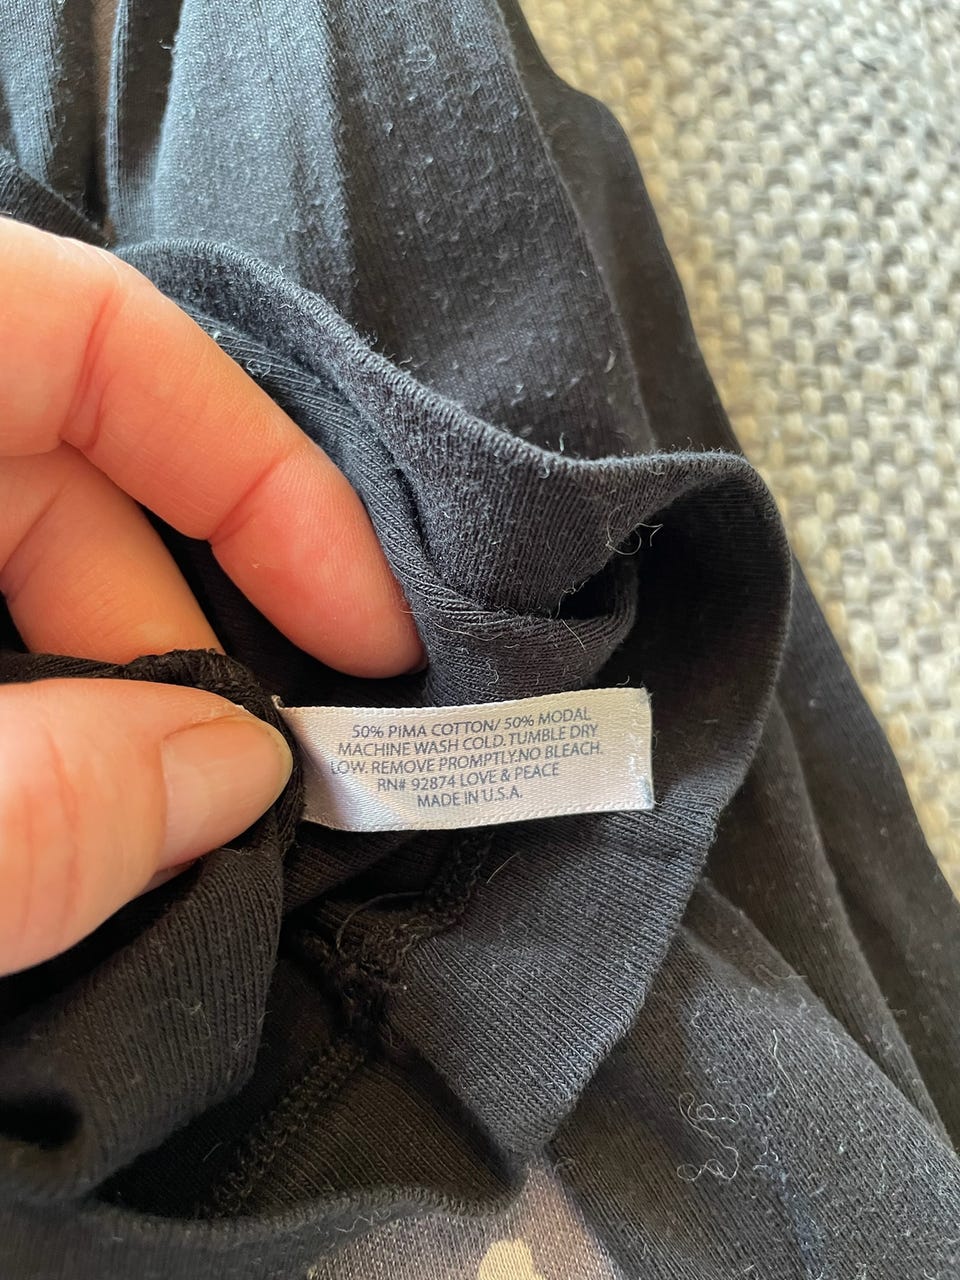 50% PIMA COTTON/ 50% MODAL
MACHINE WASH COLD.TUMBLE DRY
LOW. REMOVE PROMPTLY.NO BLEACH.
RN# 92874 LOVE & PEACE
MADE IN U.S.A.